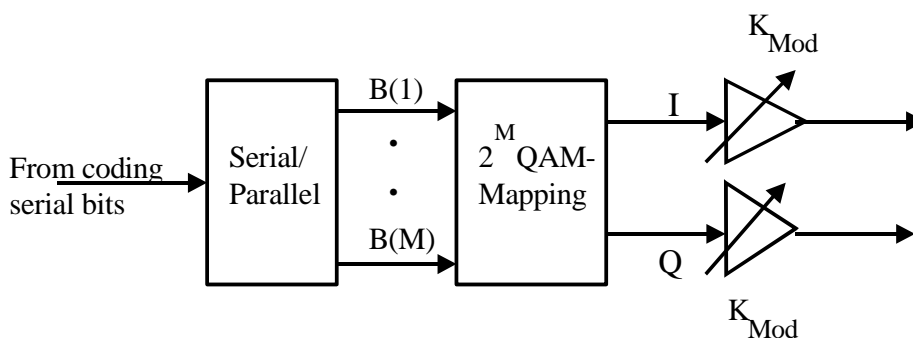 K_Mod
B(1)
I
From coding
serial bits
Serial/
Parallel
2^M QAM-
Mapping
B(M)
Q
K_Mod